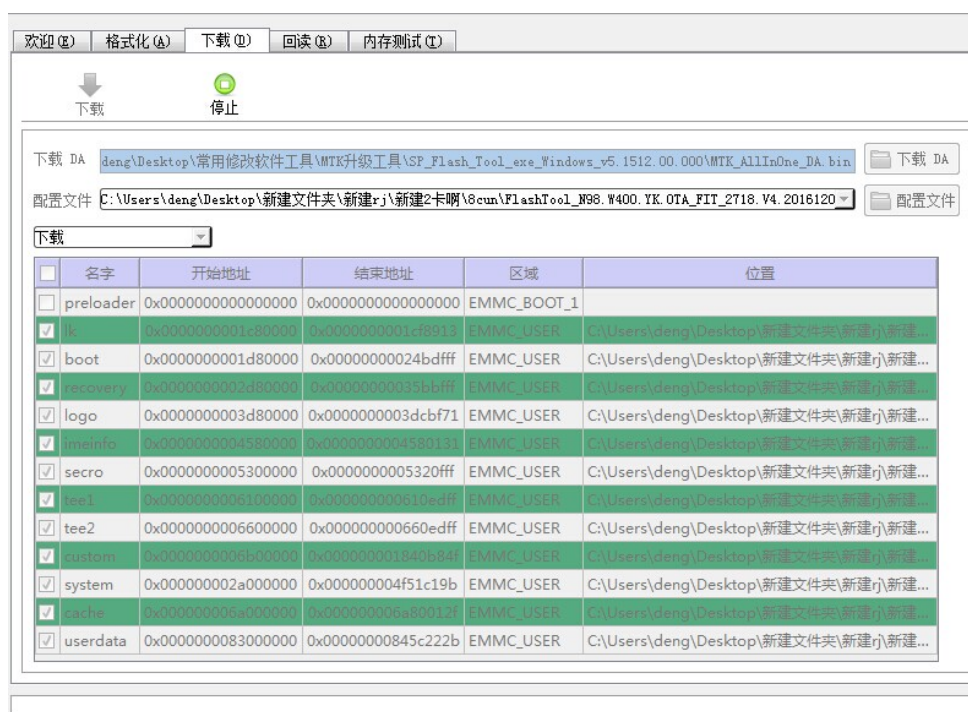 欢迎(E) 格式化(A) 下载(D) 回读(R) 内存测试(T)
下载 停止
下载 DA deng\Desktop\常用修改软件工具\MTK升级工具\SP_Flash_Tool_exe_Windows_v5.1512.00.000\MTK_AllInOne_DA.bin 下载 DA
配置文件 C:\Users\deng\Desktop\新建文件夹\新建rj\新建2卡啊\8cun\FlashTool_N98.W400.YK.OTA_FIT_2718.V4.2016120 配置文件
下载
名字 开始地址 结束地址 区域 位置
preloader 0x0000000000000000 0x0000000000000000 EMMC_BOOT_1
lk 0x0000000001c80000 0x0000000001cf8913 EMMC_USER C:\Users\deng\Desktop\新建文件夹\新建rj\新建...
boot 0x0000000001d80000 0x00000000024bdfff EMMC_USER C:\Users\deng\Desktop\新建文件夹\新建rj\新建...
recovery 0x0000000002d80000 0x00000000035bbfff EMMC_USER C:\Users\deng\Desktop\新建文件夹\新建rj\新建...
logo 0x0000000003d80000 0x0000000003dcbf71 EMMC_USER C:\Users\deng\Desktop\新建文件夹\新建rj\新建...
imeinfo 0x0000000004580000 0x0000000004580131 EMMC_USER C:\Users\deng\Desktop\新建文件夹\新建rj\新建...
secro 0x0000000005300000 0x0000000005320fff EMMC_USER C:\Users\deng\Desktop\新建文件夹\新建rj\新建...
tee1 0x0000000006100000 0x000000000610edff EMMC_USER C:\Users\deng\Desktop\新建文件夹\新建rj\新建...
tee2 0x0000000006600000 0x000000000660edff EMMC_USER C:\Users\deng\Desktop\新建文件夹\新建rj\新建...
custom 0x0000000006b00000 0x000000001840b84f EMMC_USER C:\Users\deng\Desktop\新建文件夹\新建rj\新建...
system 0x000000002a000000 0x000000004f51c19b EMMC_USER C:\Users\deng\Desktop\新建文件夹\新建rj\新建...
cache 0x000000006a000000 0x000000006a80012f EMMC_USER C:\Users\deng\Desktop\新建文件夹\新建rj\新建...
userdata 0x0000000083000000 0x00000000845c222b EMMC_USER C:\Users\deng\Desktop\新建文件夹\新建rj\新建...